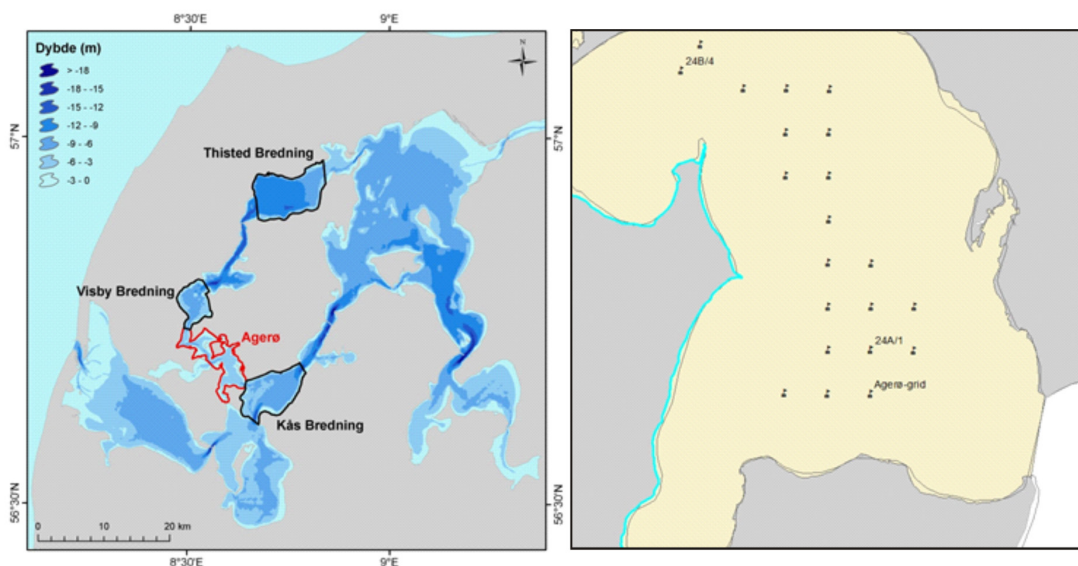 8°30'E
9°E
Dybde (m)
> -18
-18 - -15
-15 - -12
-12 - -9
-9 - -6
-6 - -3
-3 - 0
N
57°N
57°N
Thisted Bredning
Visby Bredning
Agerø
Kås Bredning
56°30'N
56°30'N
0 10 20 km
8°30'E
9°E
24B/4
24A/1
Agerø-grid